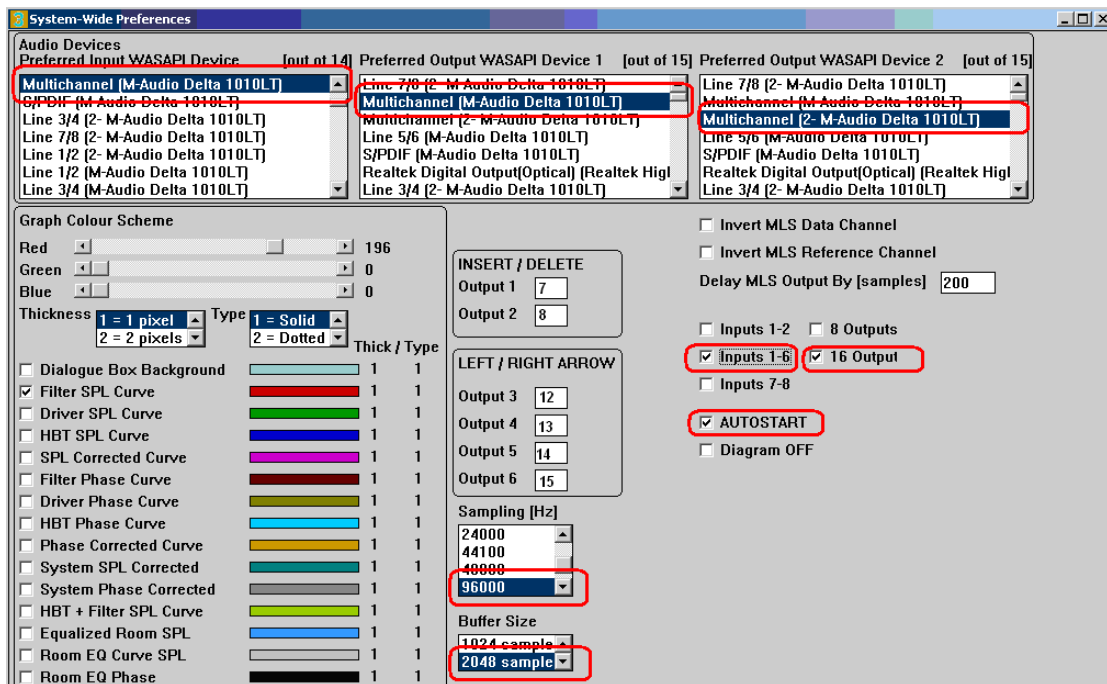 System-Wide Preferences
Audio Devices
Preferred Input WASAPI Device [out of 14]
Multichannel (M-Audio Delta 1010LT)
S/PDIF (M-Audio Delta 1010LT)
Line 3/4 (2- M-Audio Delta 1010LT)
Line 7/8 (2- M-Audio Delta 1010LT)
Line 1/2 (2- M-Audio Delta 1010LT)
Line 1/2 (M-Audio Delta 1010LT)
Line 3/4 (M-Audio Delta 1010LT)
Preferred Output WASAPI Device 1 [out of 15]
Line 7/8 (2- M-Audio Delta 1010LT)
Multichannel (M-Audio Delta 1010LT)
Multichannel (2- M-Audio Delta 1010LT)
Line 5/6 (M-Audio Delta 1010LT)
S/PDIF (M-Audio Delta 1010LT)
Realtek Digital Output(Optical) (Realtek Higl
Line 3/4 (2- M-Audio Delta 1010LT)
Preferred Output WASAPI Device 2 [out of 15]
Line 7/8 (2- M-Audio Delta 1010LT)
Multichannel (M-Audio Delta 1010LT)
Multichannel (2- M-Audio Delta 1010LT)
Line 5/6 (M-Audio Delta 1010LT)
S/PDIF (M-Audio Delta 1010LT)
Realtek Digital Output(Optical) (Realtek Higl
Line 3/4 (2- M-Audio Delta 1010LT)
Graph Colour Scheme
Red 196
Green 0
Blue 0
Thickness 1 = 1 pixel Type 1 = Solid
2 = 2 pixels 2 = Dotted
Thick / Type
Dialogue Box Background 1 1
Filter SPL Curve 1 1
Driver SPL Curve 1 1
HBT SPL Curve 1 1
SPL Corrected Curve 1 1
Filter Phase Curve 1 1
Driver Phase Curve 1 1
HBT Phase Curve 1 1
Phase Corrected Curve 1 1
System SPL Corrected 1 1
System Phase Corrected 1 1
HBT + Filter SPL Curve 1 1
Equalized Room SPL 1 1
Room EQ Curve SPL 1 1
Room EQ Phase 1 1
INSERT / DELETE
Output 1 7
Output 2 8
LEFT / RIGHT ARROW
Output 3 12
Output 4 13
Output 5 14
Output 6 15
Sampling [Hz]
24000
44100
48000
96000
Buffer Size
1024 sample
2048 sample
Invert MLS Data Channel
Invert MLS Reference Channel
Delay MLS Output By [samples] 200
Inputs 1-2 8 Outputs
Inputs 1-6 16 Output
Inputs 7-8
AUTOSTART
Diagram OFF